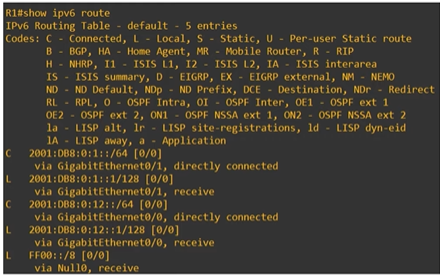 R1#show ipv6 route
IPv6 Routing Table - default - 5 entries
Codes: C - Connected, L - Local, S - Static, U - Per-user Static route
B - BGP, HA - Home Agent, MR - Mobile Router, R - RIP
H - NHRP, I1 - ISIS L1, I2 - ISIS L2, IA - ISIS interarea
IS - ISIS summary, D - EIGRP, EX - EIGRP external, NM - NEMO
ND - ND Default, NDp - ND Prefix, DCE - Destination, NDr - Redirect
RL - RPL, O - OSPF Intra, OI - OSPF Inter, OE1 - OSPF ext 1
OE2 - OSPF ext 2, ON1 - OSPF NSSA ext 1, ON2 - OSPF NSSA ext 2
la - LISP alt, lr - LISP site-registrations, ld - LISP dyn-eid
lA - LISP away, a - Application
C 2001:DB8:0:1::/64 [0/0]
via GigabitEthernet0/1, directly connected
L 2001:DB8:0:1::1/128 [0/0]
via GigabitEthernet0/1, receive
C 2001:DB8:0:12::/64 [0/0]
via GigabitEthernet0/0, directly connected
L 2001:DB8:0:12::1/128 [0/0]
via GigabitEthernet0/0, receive
L FF00::/8 [0/0]
via Null0, receive